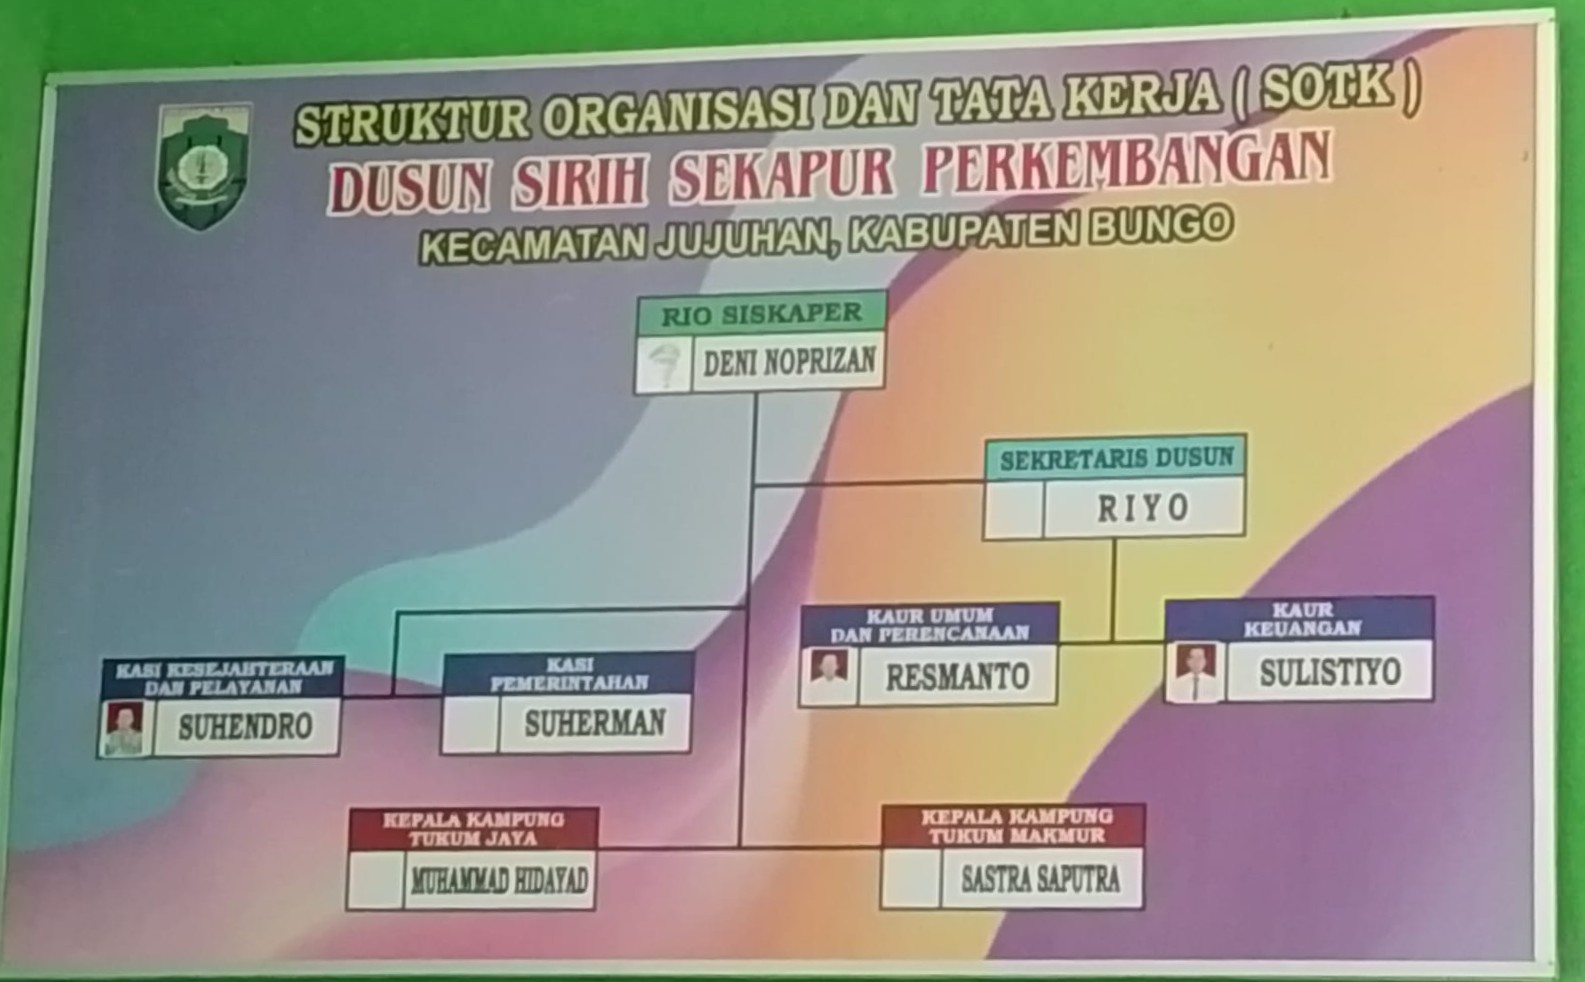 STRUKTUR ORGANISASI DAN TATA KERJA ( SOTK )
DUSUN SIRIH SEKAPUR PERKEMBANGAN
KECAMATAN JUJUHAN, KABUPATEN BUNGO
RIO SISKAPER
DENI NOPRIZAN
SEKRETARIS DUSUN
RIYO
KAUR UMUM
DAN PERENCANAAN
RESMANTO
KAUR
KEUANGAN
SULISTIYO
KASI KESEJAHTERAAN
DAN PELAYANAN
SUHENDRO
KASI
PEMERINTAHAN
SUHERMAN
KEPALA KAMPUNG
TUKUM JAYA
MUHAMMAD HIDAYAD
KEPALA KAMPUNG
TUKUM MAKMUR
SASTRA SAPUTRA